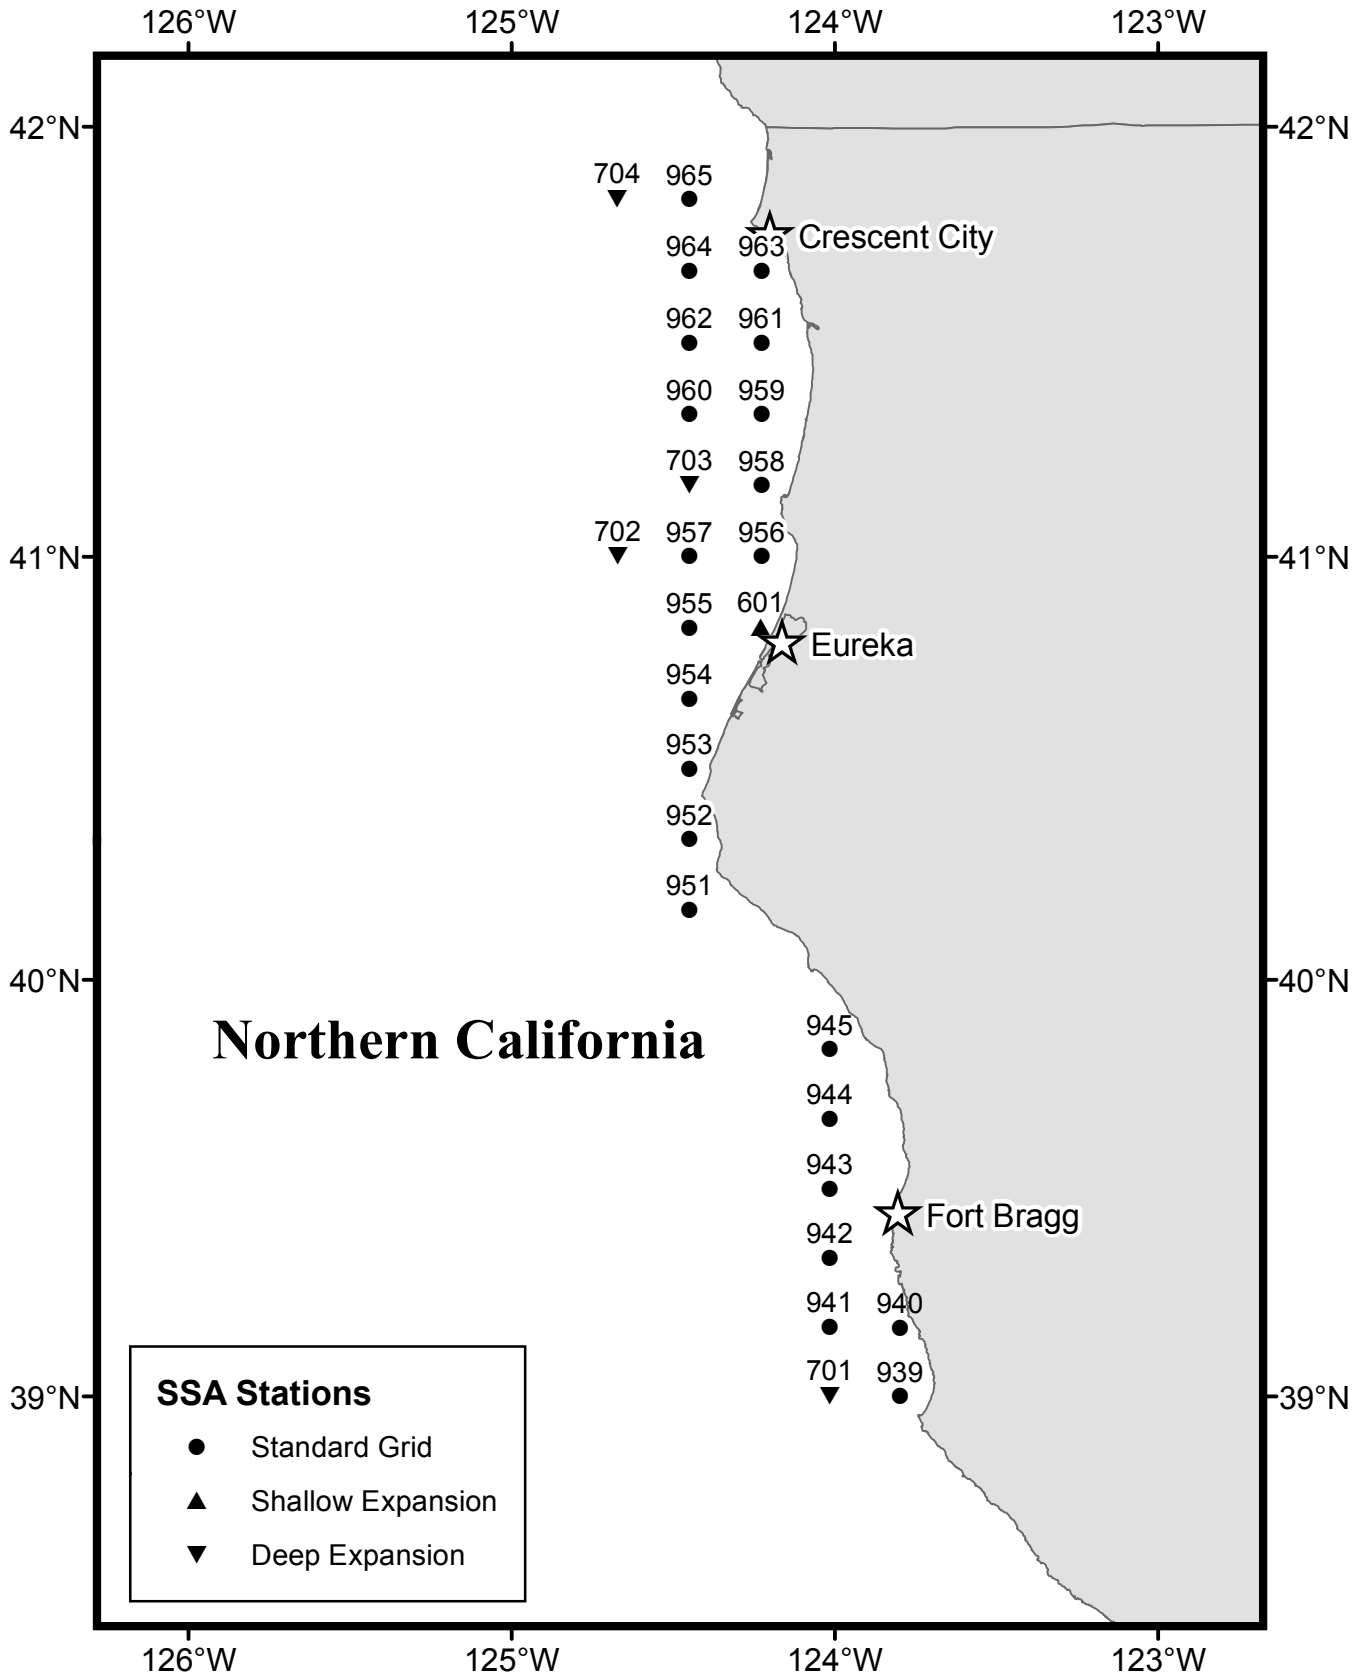 126°W 125°W 124°W 123°W
42°N 42°N
704 965
Crescent City
964 963
962 961
960 959
703 958
702 957 956
41°N 41°N
955 601
Eureka
954
953
952
951
40°N 40°N
945
Northern California
944
943
Fort Bragg
942
941 940
701 939
39°N 39°N
SSA Stations
Standard Grid
Shallow Expansion
Deep Expansion
126°W 125°W 124°W 123°W